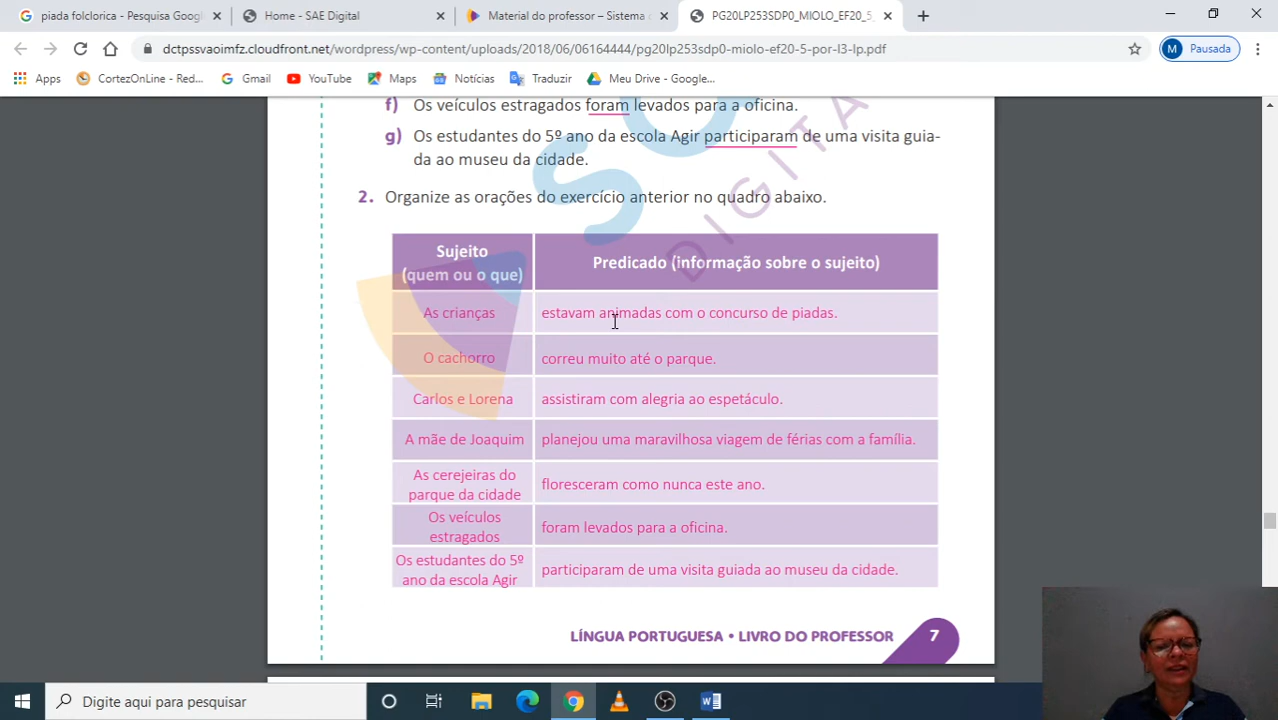 piada folclorica - Pesquisa Goog
Home - SAE Digital
Material do professor – Sistema
PG20LP253SDP0_MIOLO_EF20_5_
dctpssvaoimfz.cloudfront.net/wordpress/wp-content/uploads/2018/06/06164444/pg20lp253sdp0-miolo-ef20-5-por-l3-lp.pdf
M Pausada
Apps
CortezOnLine - Red...
Gmail
YouTube
Maps
Notícias
Traduzir
Meu Drive - Google...
f) Os veículos estragados foram levados para a oficina.
g) Os estudantes do 5º ano da escola Agir participaram de uma visita guia-
da ao museu da cidade.
2. Organize as orações do exercício anterior no quadro abaixo.
Sujeito
(quem ou o que)
Predicado (informação sobre o sujeito)
As crianças
estavam animadas com o concurso de piadas.
O cachorro
correu muito até o parque.
Carlos e Lorena
assistiram com alegria ao espetáculo.
A mãe de Joaquim
planejou uma maravilhosa viagem de férias com a família.
As cerejeiras do
parque da cidade
floresceram como nunca este ano.
Os veículos
estragados
foram levados para a oficina.
Os estudantes do 5º
ano da escola Agir
participaram de uma visita guiada ao museu da cidade.
DIGITA
LÍNGUA PORTUGUESA • LIVRO DO PROFESSOR
7
Digite aqui para pesquisar